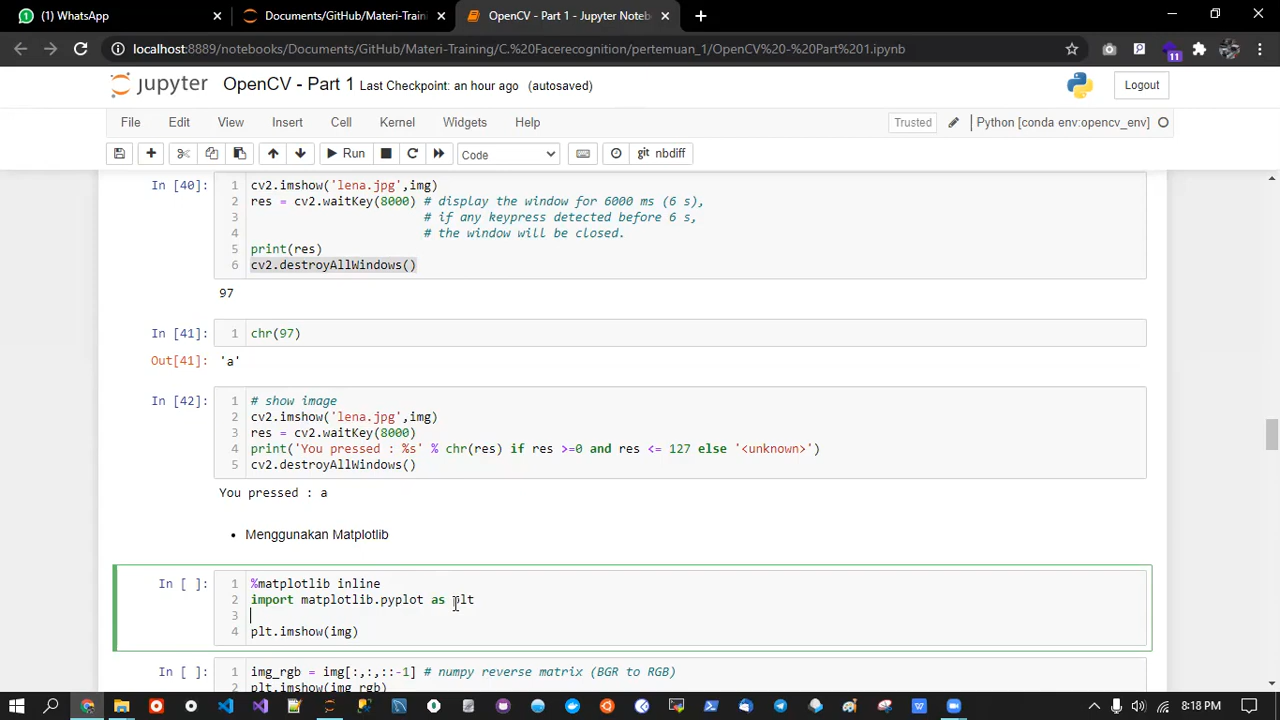 (1) WhatsApp
Documents/GitHub/Materi-Train
OpenCV - Part 1 - Jupyter Noteb
localhost:8889/notebooks/Documents/GitHub/Materi-Training/C.%20Facerecognition/pertemuan_1/OpenCV%20-%20Part%201.ipynb
11
jupyter OpenCV - Part 1 Last Checkpoint: an hour ago (autosaved)
Logout
File Edit View Insert Cell Kernel Widgets Help
Trusted
Python [conda env:opencv_env]
Run
Code
git nbdiff
In [40]:
1 cv2.imshow('lena.jpg',img)
2 res = cv2.waitKey(8000) # display the window for 6000 ms (6 s),
3 # if any keypress detected before 6 s,
4 # the window will be closed.
5 print(res)
6 cv2.destroyAllWindows()
97
In [41]:
1 chr(97)
Out[41]: 'a'
In [42]:
1 # show image
2 cv2.imshow('lena.jpg',img)
3 res = cv2.waitKey(8000)
4 print('You pressed : %s' % chr(res) if res >=0 and res <= 127 else '<unknown>')
5 cv2.destroyAllWindows()
You pressed : a
• Menggunakan Matplotlib
In [ ]:
1 %matplotlib inline
2 import matplotlib.pyplot as plt
3
4 plt.imshow(img)
In [ ]:
1 img_rgb = img[:,:,::-1] # numpy reverse matrix (BGR to RGB)
2 plt.imshow(img_rgb)
8:18 PM